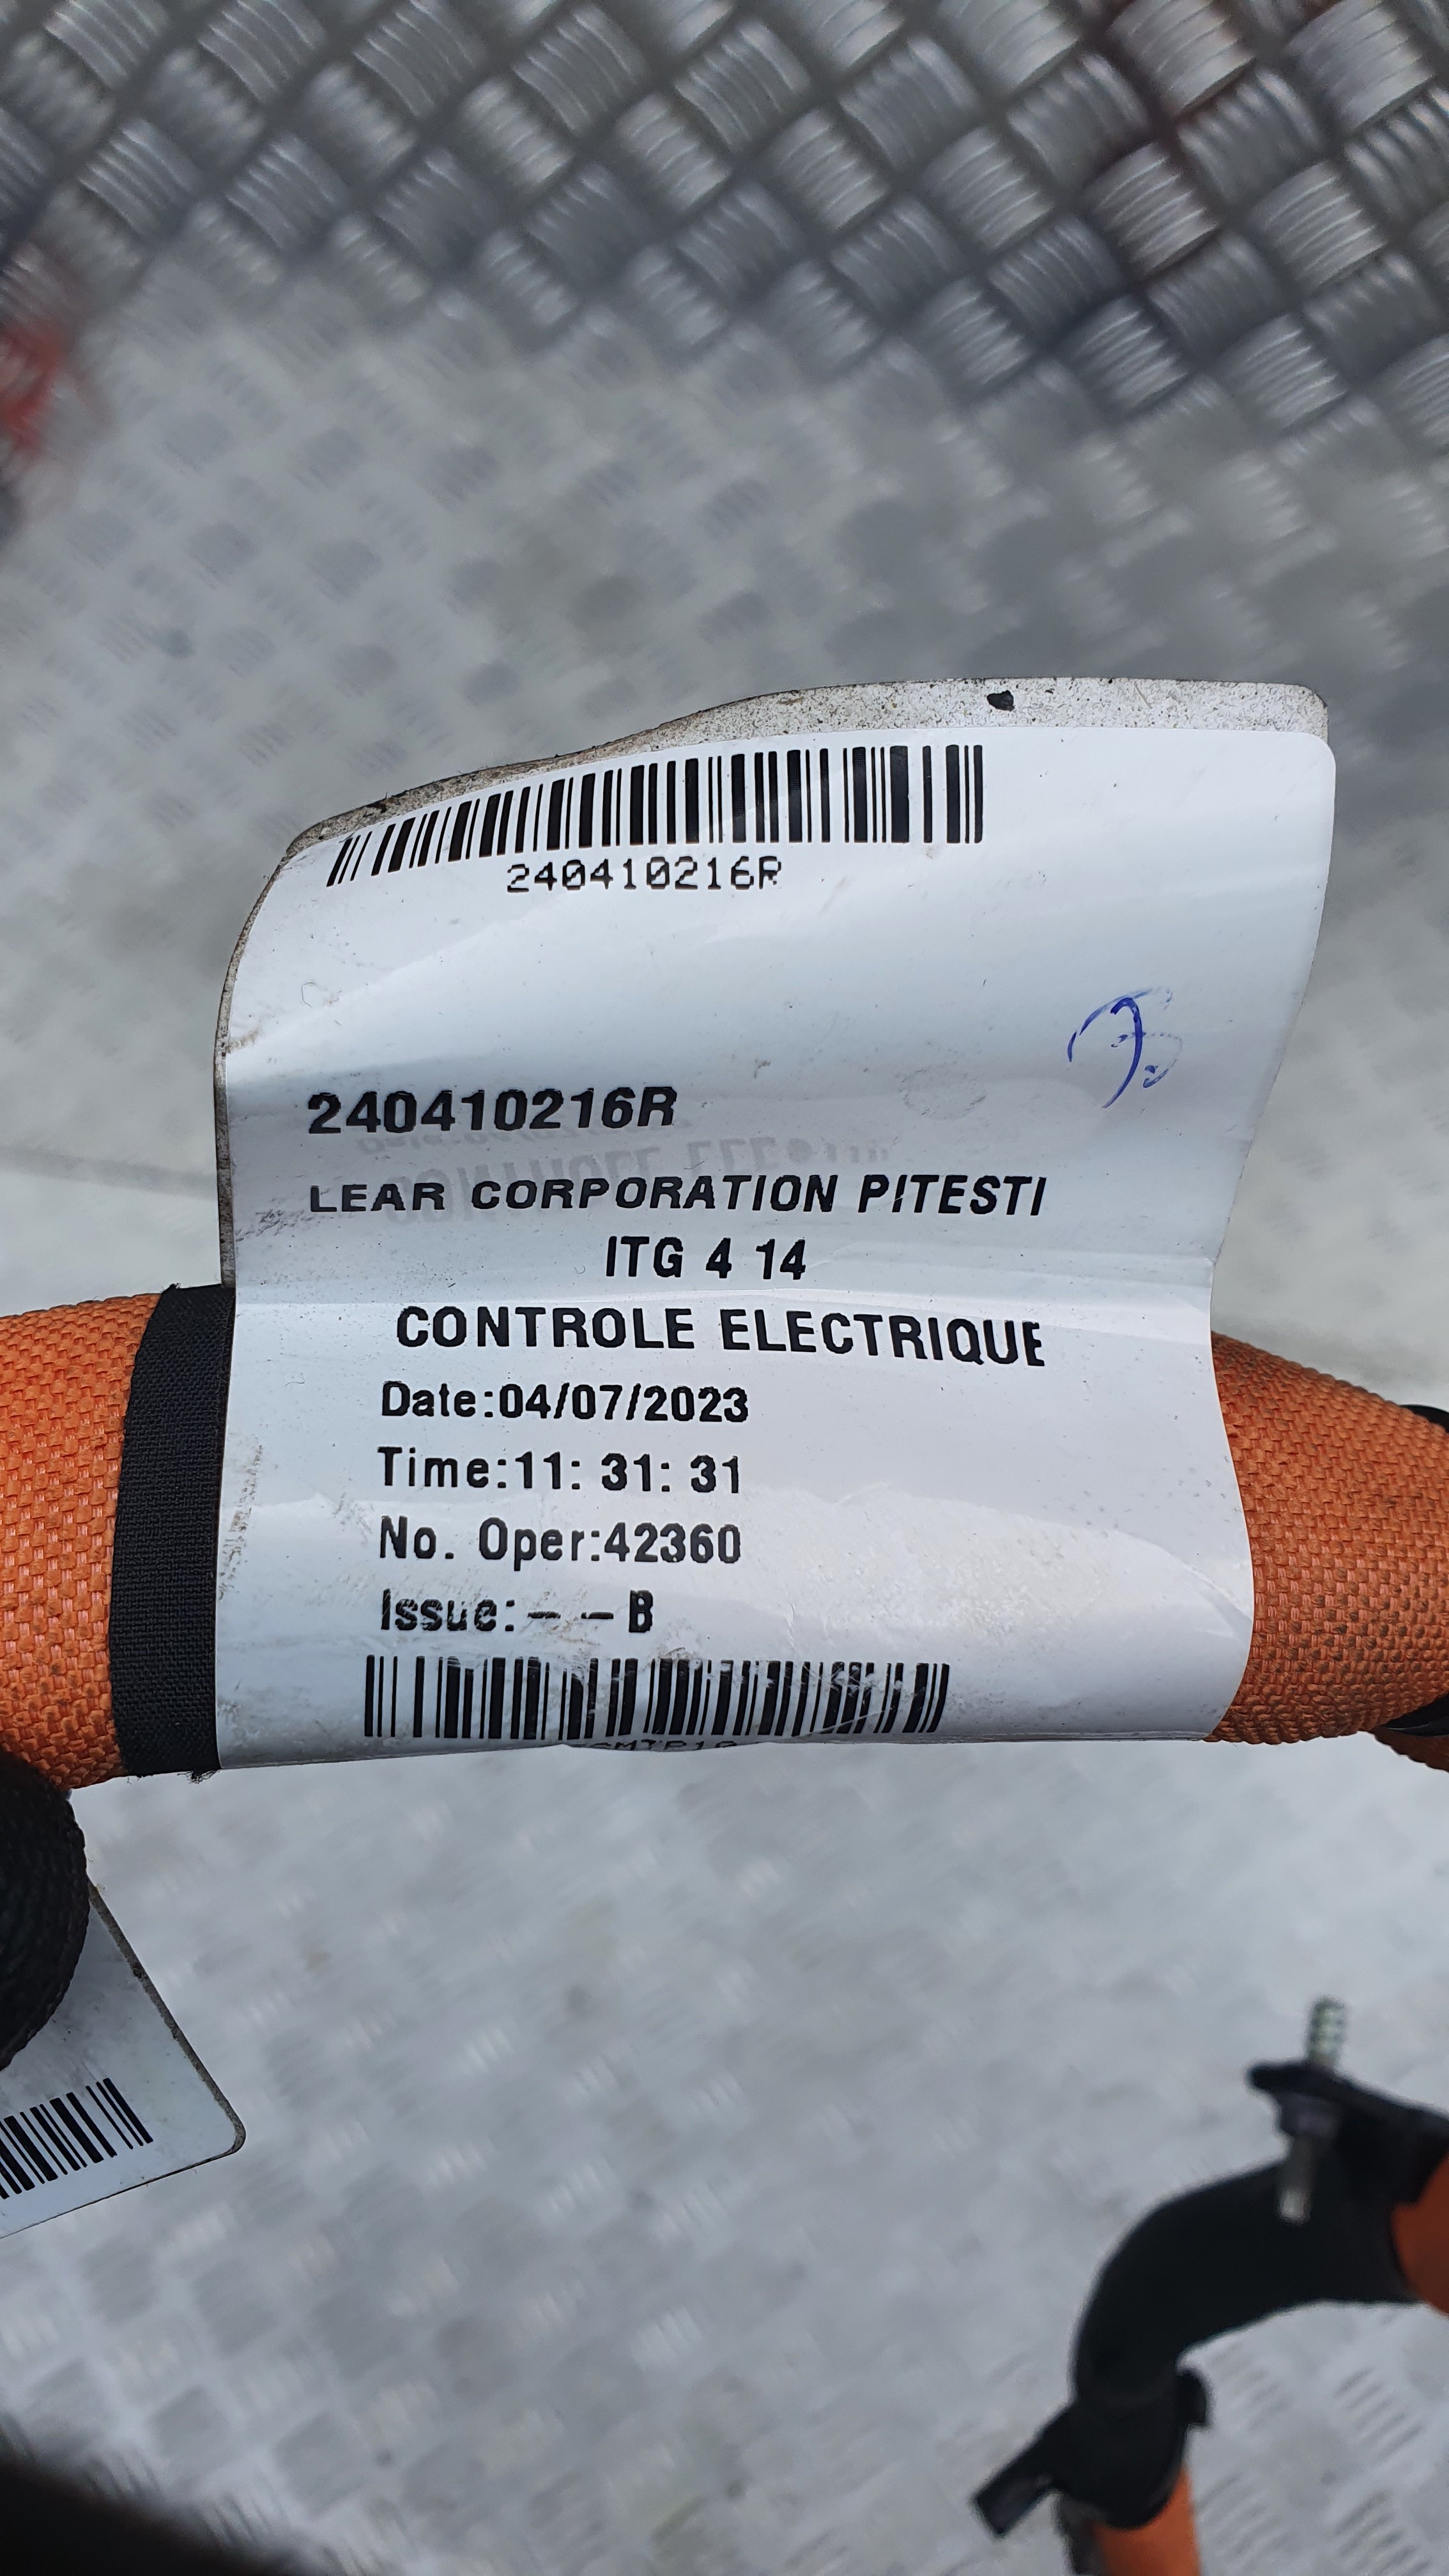 240410216R
240410216R
LEAR CORPORATION PITESTI
ITG 4 14
CONTROLE ELECTRIQUE
Date:04/07/2023
Time:11: 31: 31
No. Oper:42360
Issue:- -B